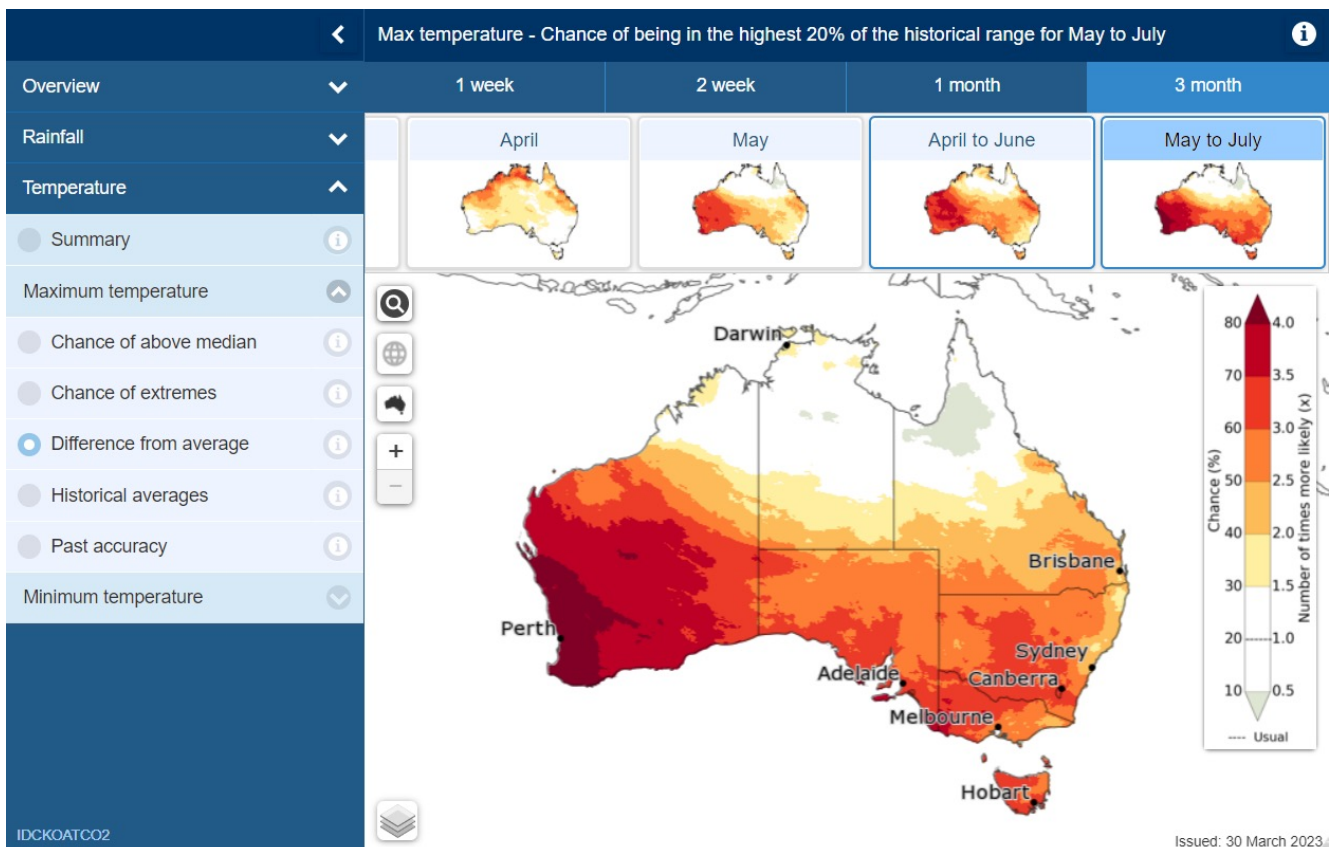 Max temperature - Chance of being in the highest 20% of the historical range for May to July
Overview
Rainfall
Temperature
Summary
Maximum temperature
Chance of above median
Chance of extremes
Difference from average
Historical averages
Past accuracy
Minimum temperature
IDCKOATCO2
1 week
2 week
1 month
3 month
April
May
April to June
May to July
Darwin
Brisbane
Perth
Sydney
Adelaide
Canberra
Melbourne
Hobart
Chance (%)
80
70
60
50
40
30
20
10
4.0
3.5
3.0
2.5
2.0
1.5
1.0
0.5
Number of times more likely (x)
---- Usual
Issued: 30 March 2023